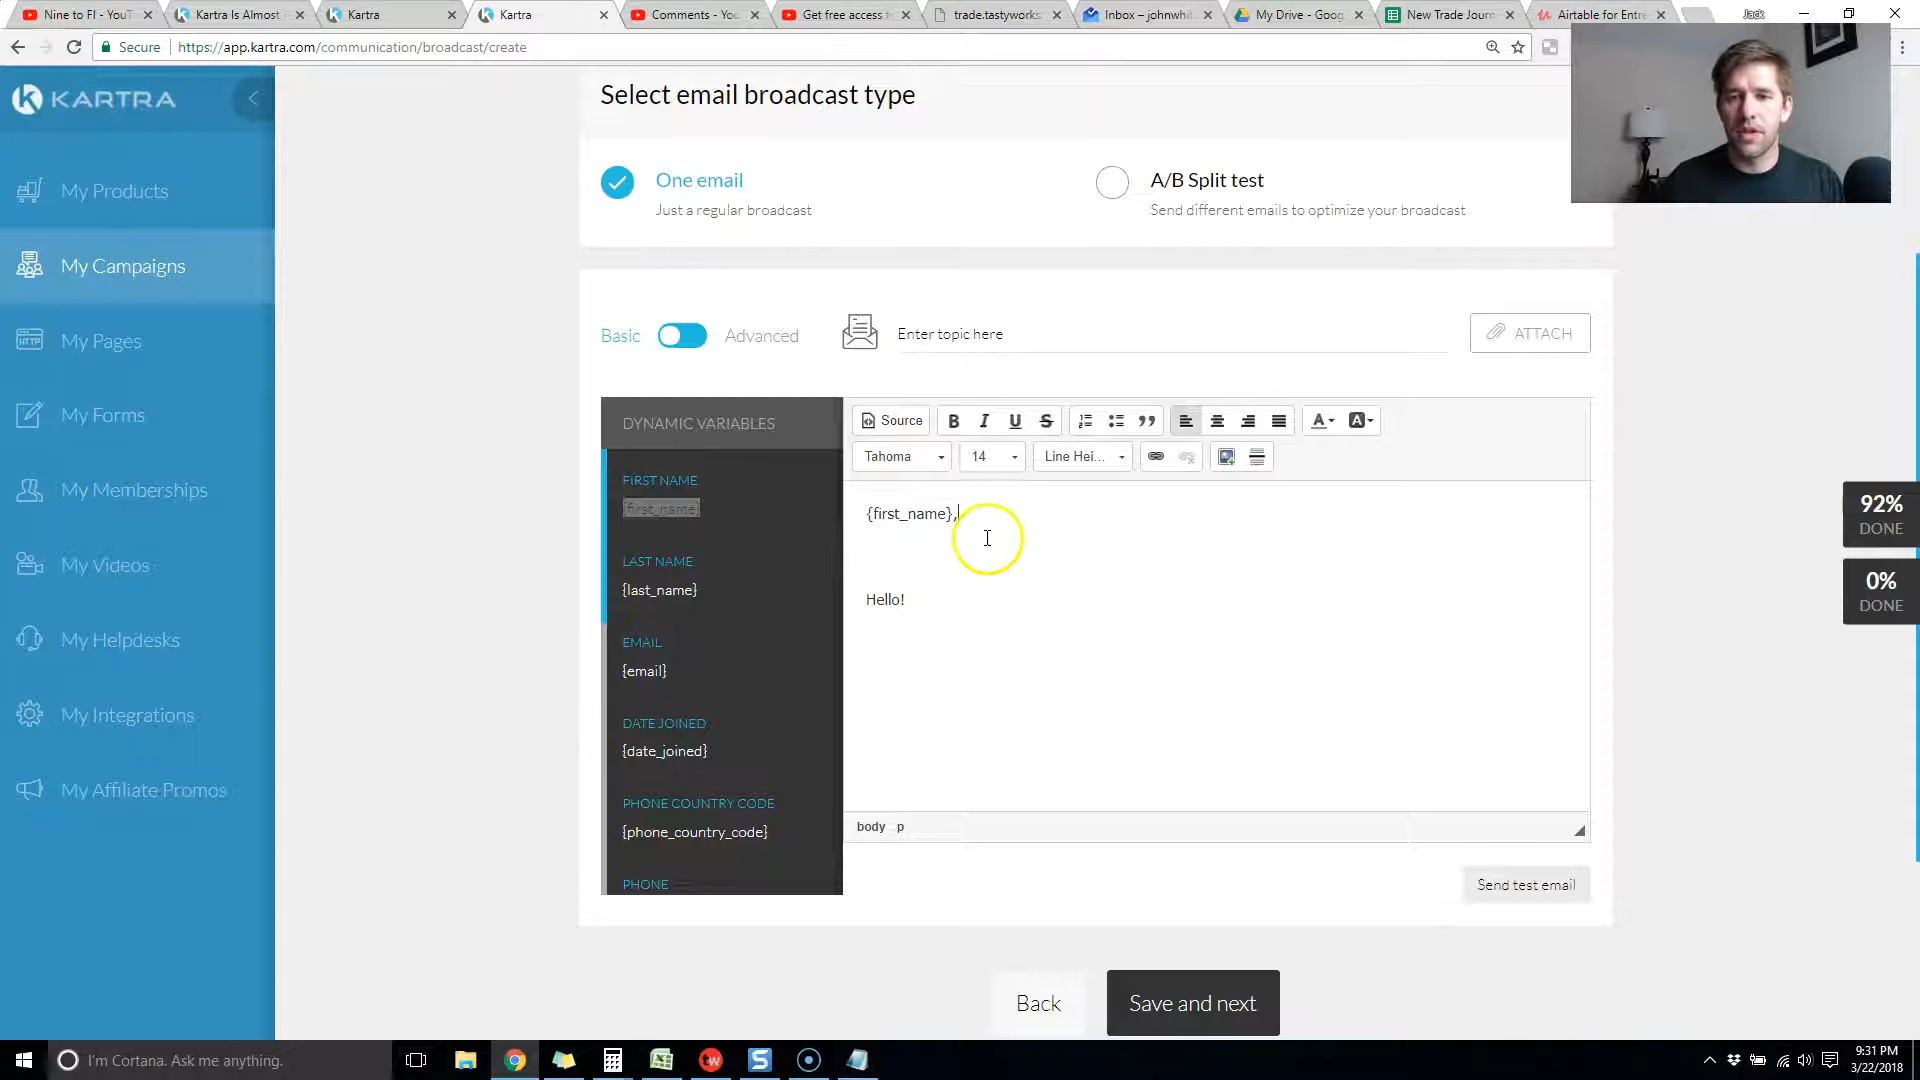 Nine to FI - YouT
Kartra Is Almost
Kartra
Kartra
Comments - You
Get free access to
trade.tastyworks
Inbox – johnwhit
My Drive - Goog
New Trade Journ
Airtable for Entre
Jack
Secure
https://app.kartra.com/communication/broadcast/create
KARTRA
My Products
My Campaigns
My Pages
My Forms
My Memberships
My Videos
My Helpdesks
My Integrations
My Affiliate Promos
Select email broadcast type
One email
Just a regular broadcast
A/B Split test
Send different emails to optimize your broadcast
Basic
Advanced
Enter topic here
ATTACH
DYNAMIC VARIABLES
FIRST NAME
{first_name}
LAST NAME
{last_name}
EMAIL
{email}
DATE JOINED
{date_joined}
PHONE COUNTRY CODE
{phone_country_code}
PHONE
Source
B I U S
A A
Tahoma
14
Line Hei...
{first_name},
Hello!
body p
Send test email
Back
Save and next
92%
DONE
0%
DONE
I'm Cortana. Ask me anything.
tw
S
9:31 PM
3/22/2018